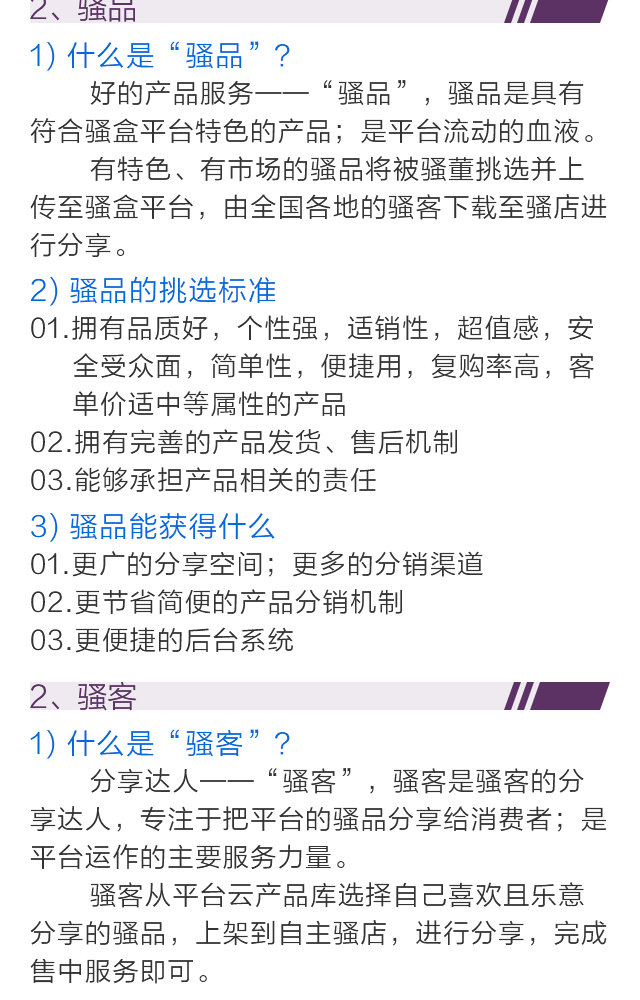 2、骚品
1) 什么是“骚品”?
好的产品服务——“骚品”,骚品是具有
符合骚盒平台特色的产品;是平台流动的血液。
有特色、有市场的骚品将被骚董挑选并上
传至骚盒平台,由全国各地的骚客下载至骚店进
行分享。
2) 骚品的挑选标准
01.拥有品质好,个性强,适销性,超值感,安
全受众面,简单性,便捷用,复购率高,客
单价适中等属性的产品
02.拥有完善的产品发货、售后机制
03.能够承担产品相关的责任
3) 骚品能获得什么
01.更广的分享空间;更多的分销渠道
02.更节省简便的产品分销机制
03.更便捷的后台系统
2、骚客
1) 什么是“骚客”?
分享达人——“骚客”,骚客是骚客的分
享达人,专注于把平台的骚品分享给消费者;是
平台运作的主要服务力量。
骚客从平台云产品库选择自己喜欢且乐意
分享的骚品,上架到自主骚店,进行分享,完成
售中服务即可。